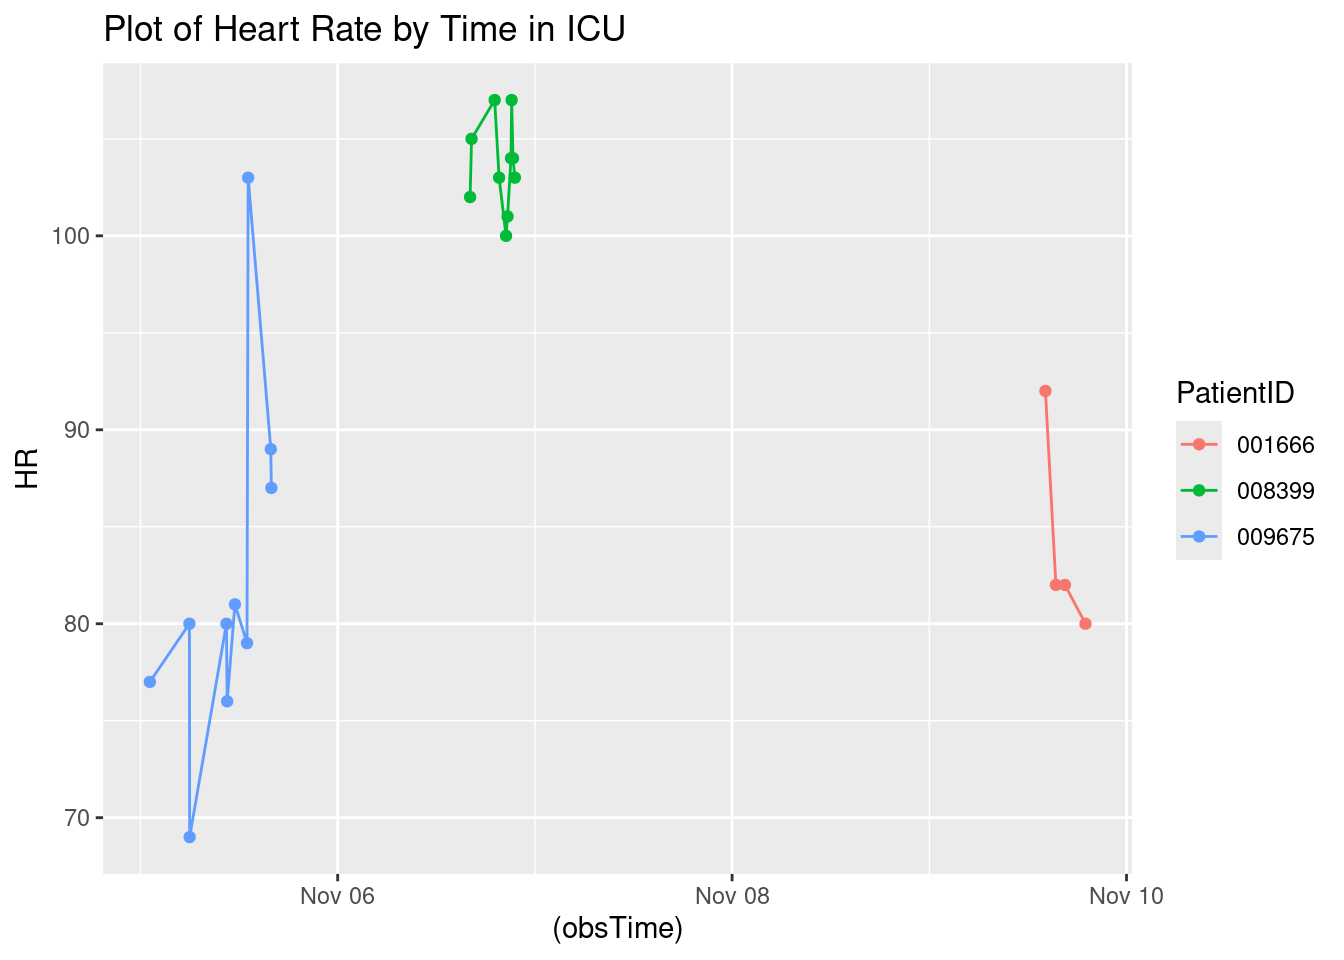 Plot of Heart Rate by Time in ICU
HR
100
90
80
70
Nov 06
Nov 08
Nov 10
(obsTime)
PatientID
001666
008399
009675